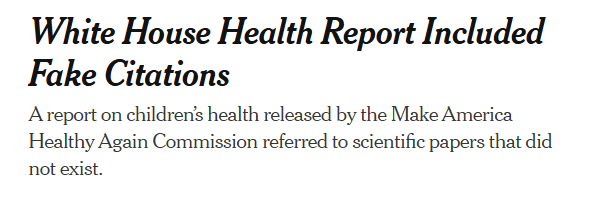 White House Health Report Included
Fake Citations
A report on children’s health released by the Make America
Healthy Again Commission referred to scientific papers that did
not exist.